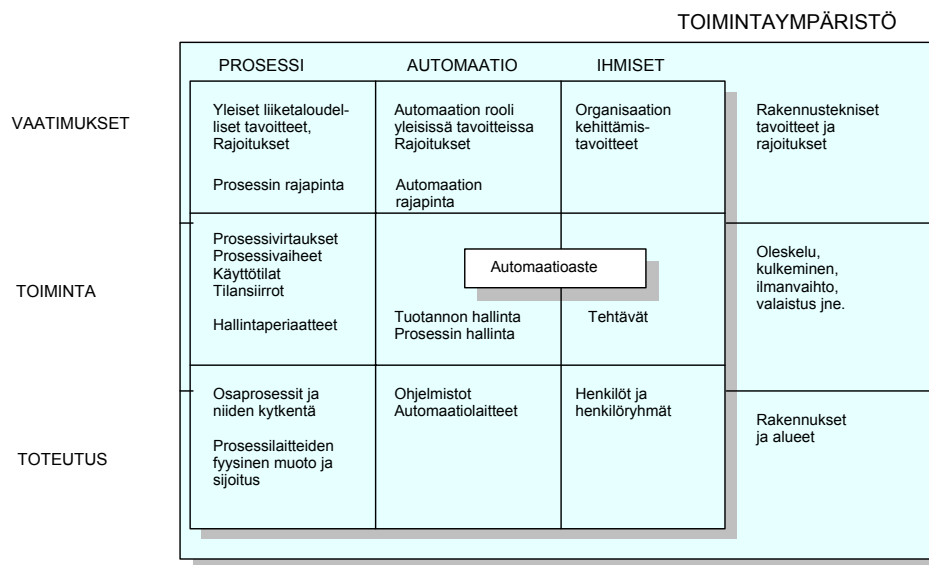 TOIMINTAYMPÄRISTÖ
PROSESSI
AUTOMAATIO
IHMISET
VAATIMUKSET
Yleiset liiketaloudel-
liset tavoitteet,
Rajoitukset
Prosessin rajapinta
Automaation rooli
yleisissä tavoitteissa
Rajoitukset
Automaation
rajapinta
Organisaation
kehittämis-
tavoitteet
Rakennustekniset
tavoitteet ja
rajoitukset
TOIMINTA
Prosessivirtaukset
Prosessivaiheet
Käyttötilat
Tilansiirrot
Hallintaperiaatteet
Automaatioaste
Tuotannon hallinta
Prosessin hallinta
Tehtävät
Oleskelu,
kulkeminen,
ilmanvaihto,
valaistus jne.
TOTEUTUS
Osaprosessit ja
niiden kytkentä
Prosessilaitteiden
fyysinen muoto ja
sijoitus
Ohjelmistot
Automaatiolaitteet
Henkilöt ja
henkilöryhmät
Rakennukset
ja alueet